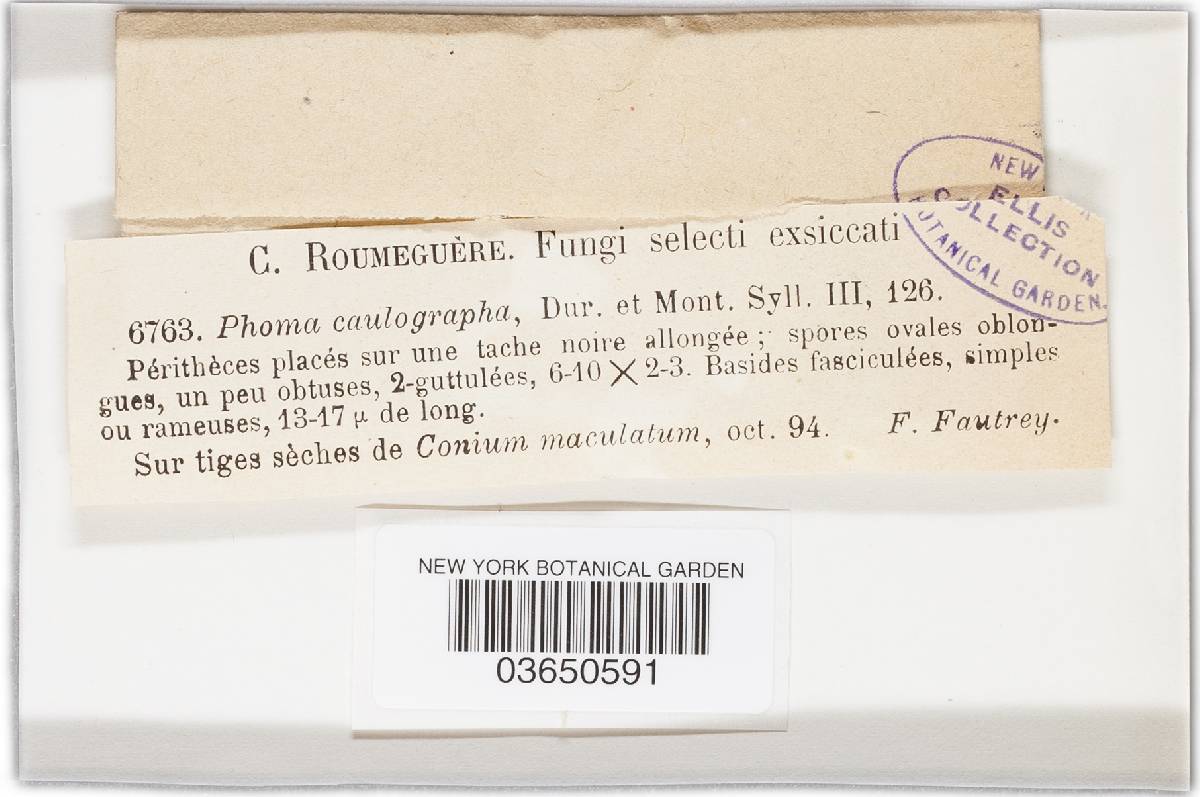 NEW
ELLIS
COLLECTION
BOTANICAL GARDEN.
C. ROUMEGUÈRE. Fungi selecti exsiccati
6763. Phoma caulographa, Dur. et Mont. Syll. III, 126.
Périthèces placés sur une tache noire allongée; spores ovales oblon-
gues, un peu obtuses, 2-guttulées, 6-10 × 2-3. Basides fasciculées, simples
ou rameuses, 13-17 µ de long.
Sur tiges sèches de Conium maculatum, oct. 94. F. Fautrey.
NEW YORK BOTANICAL GARDEN
03650591